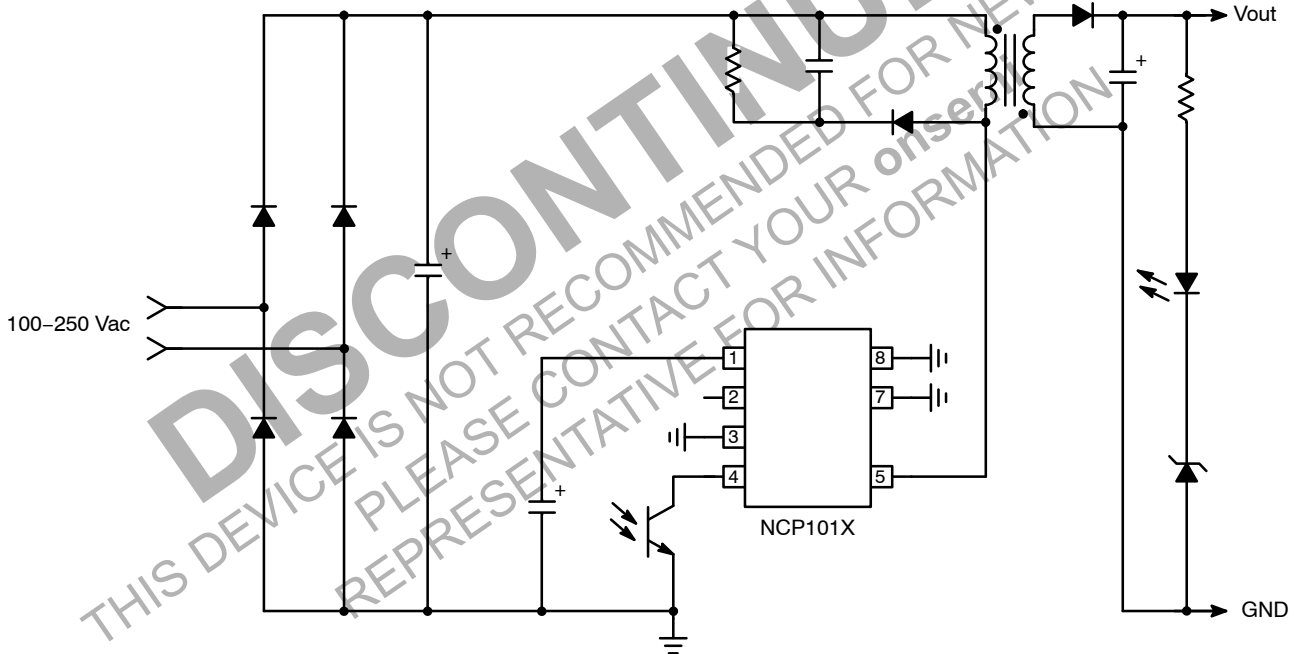 Vout
+
+
100−250 Vac
1
8
2
7
3
4
5
+
NCP101X
GND
DISCONTINU
THIS DEVICE IS NOT RECOMMENDED FOR NEW
PLEASE CONTACT YOUR onsemi
REPRESENTATIVE FOR INFORMATION